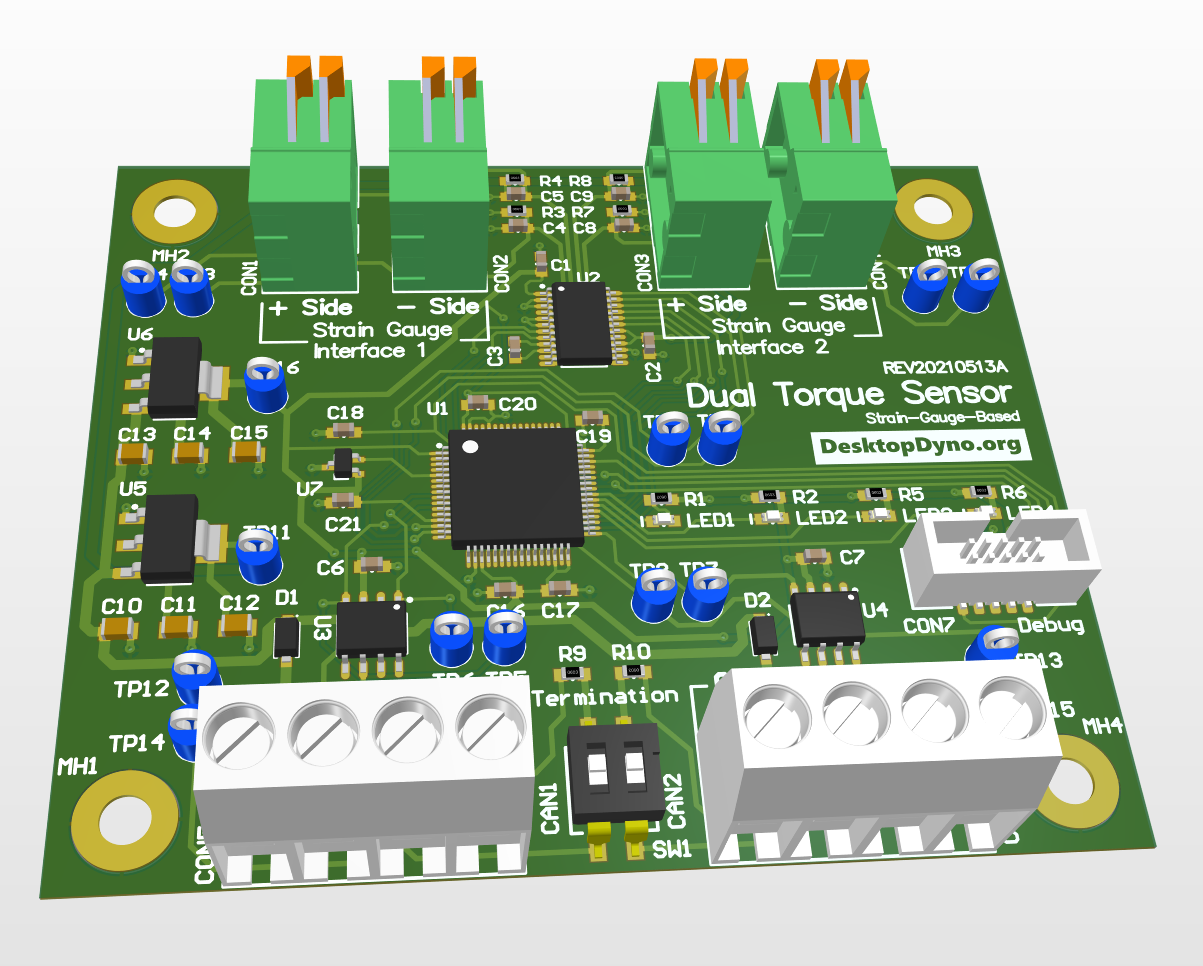 R4 R8
C5 C9
R3 R7
C4 C8
MH2
MH3
CON1
CON2
CON3
C1
U2
+ Side
- Side
Strain Gauge
Interface 1
+ Side
- Side
Strain Gauge
Interface 2
U6
C3
C2
REV20210513A
Dual Torque Sensor
Strain-Gauge-Based
DesktopDyno.org
C18
U1
C20
C19
C13
C14
C15
U5
U7
C21
R1
R2
R5
R6
LED1
LED2
TP11
C6
C7
C10
C11
C12
D1
U3
C16
C17
D2
U4
CON7
Debug
R9
R10
Termination
TP12
TP13
TP14
MH1
MH4
CAN1
CAN2
SW1